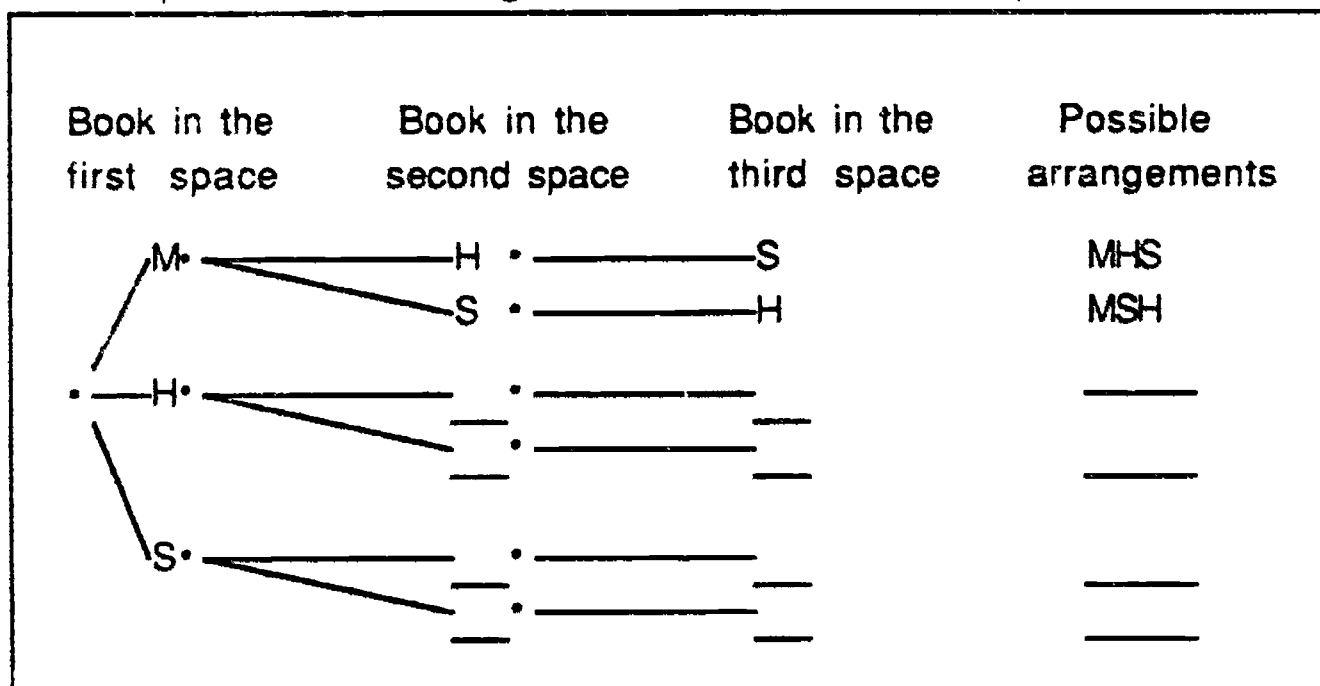 Book in the first space
Book in the second space
Book in the third space
Possible arrangements
M H S MHS
S H MSH
H
S